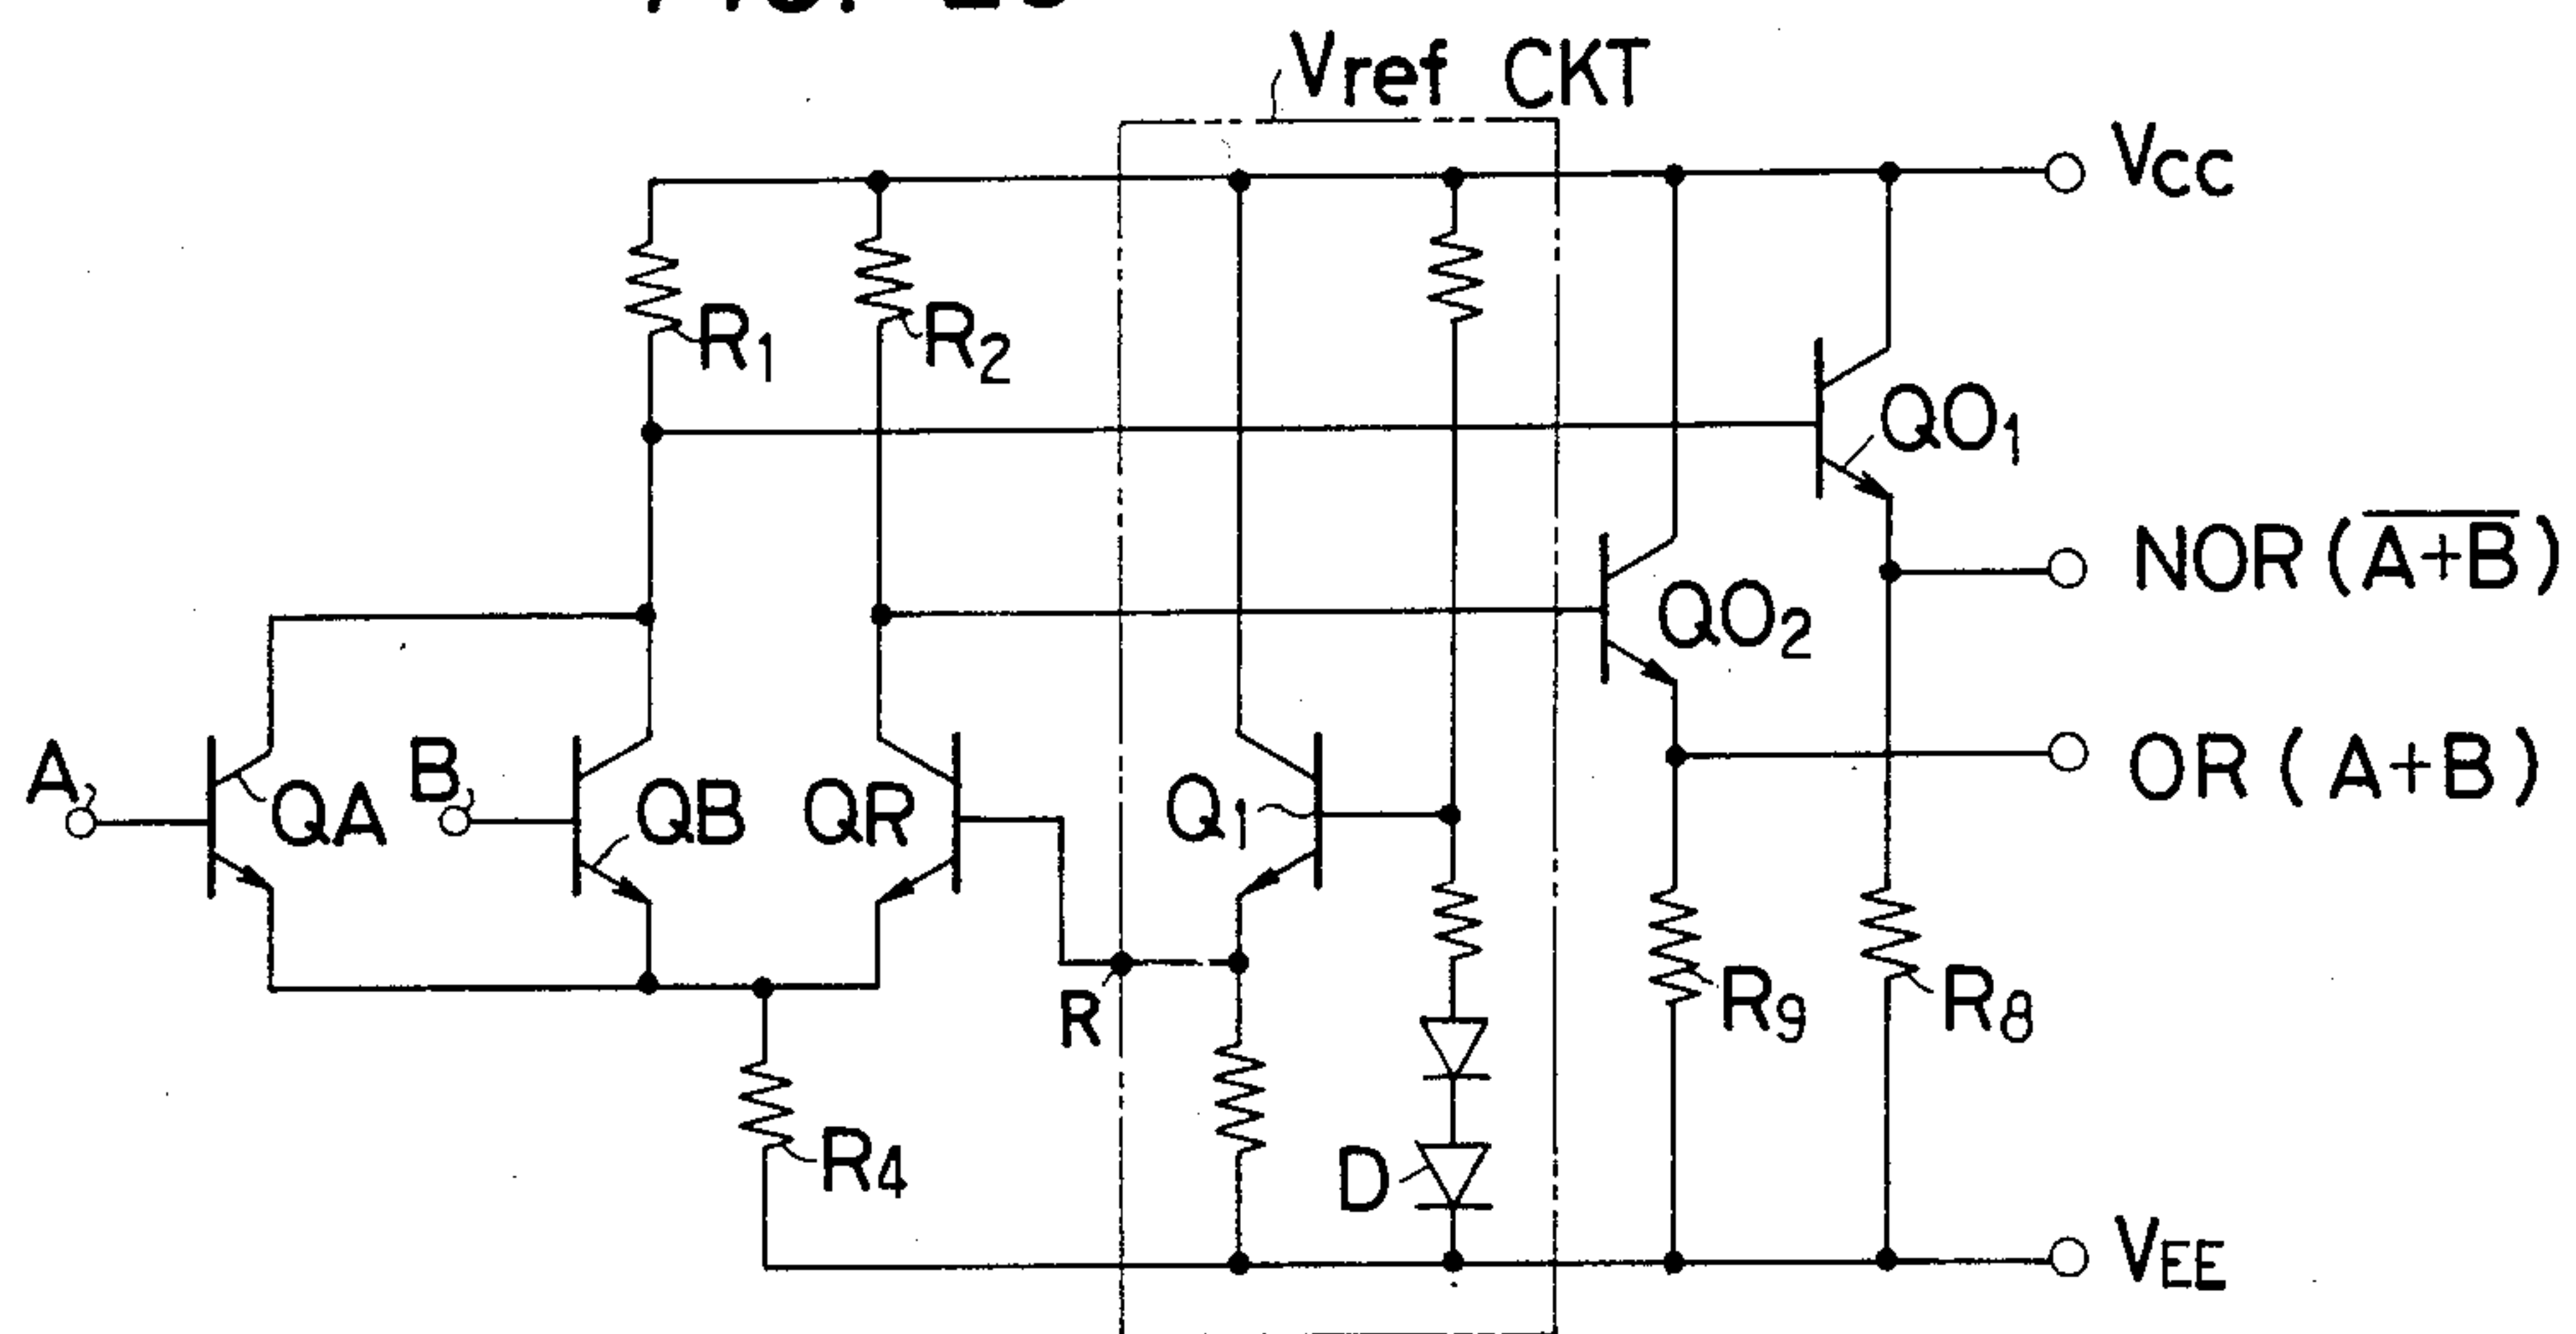 Vref CKT
VCC
R1
R2
QO1
NOR (A+B)
QO2
OR (A+B)
A
QA
B
QB
QR
Q1
R
R9
R8
R4
D
VEE